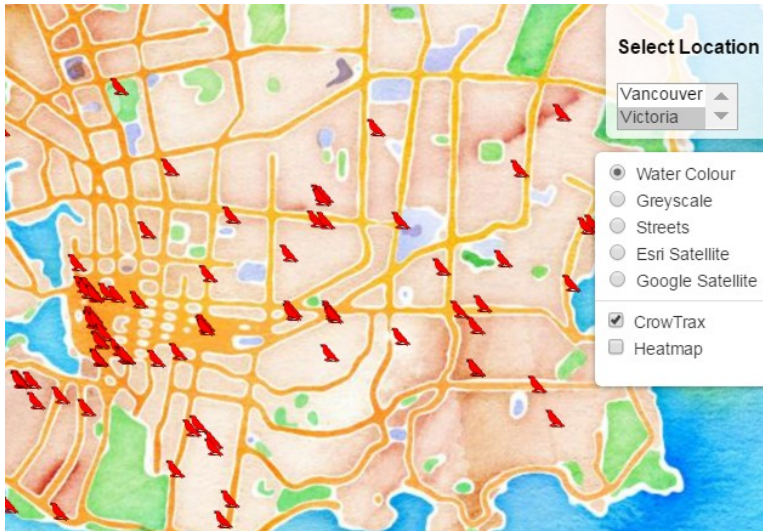 Select Location
Vancouver
Victoria
Water Colour
Greyscale
Streets
Esri Satellite
Google Satellite
CrowTrax
Heatmap